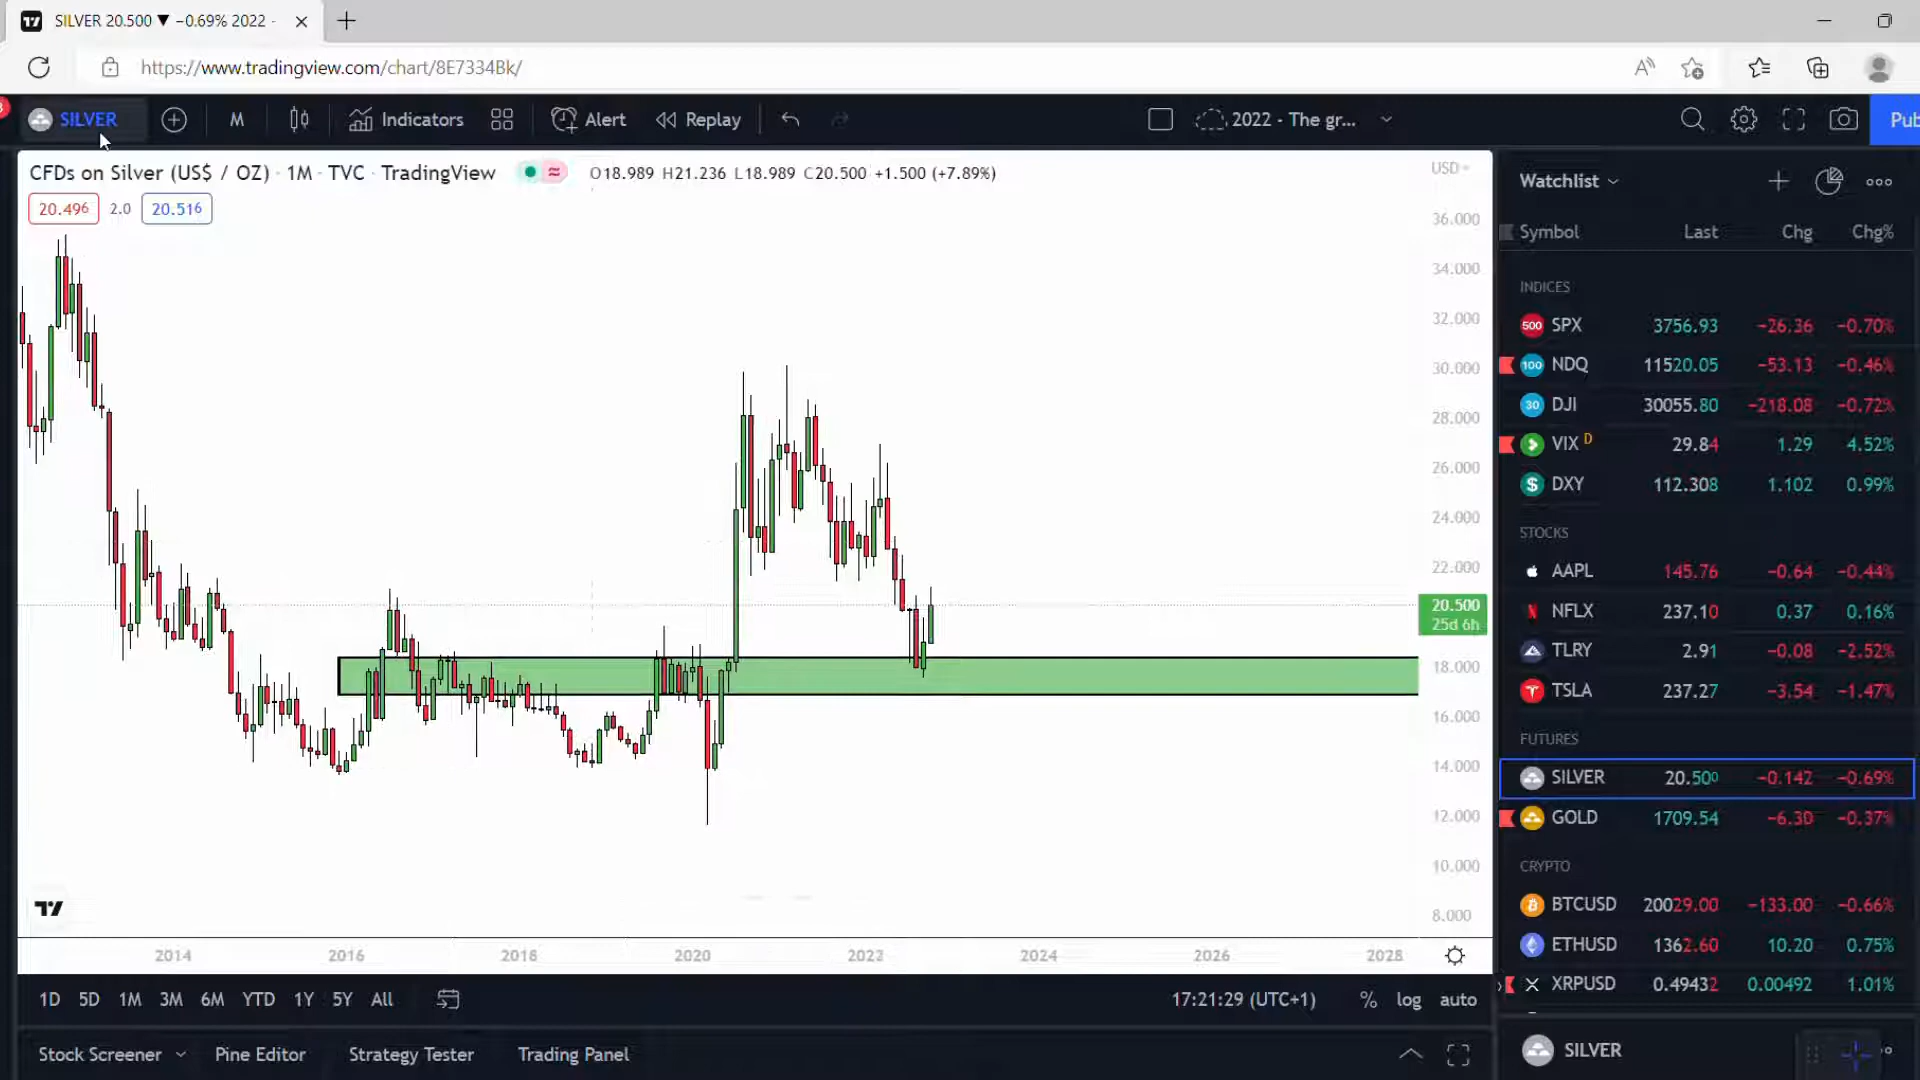 SILVER 20.500 ▼ −0.69% 2022 -
https://www.tradingview.com/chart/8E7334Bk/
SILVER M Indicators Alert Replay 2022 - The gr... Pub
CFDs on Silver (US$ / OZ) · 1M · TVC · TradingView O18.989 H21.236 L18.989 C20.500 +1.500 (+7.89%)
20.496 2.0 20.516
USD
36.000
34.000
32.000
30.000
28.000
26.000
24.000
22.000
20.500
25d 6h
18.000
16.000
14.000
12.000
10.000
8.000
2014 2016 2018 2020 2022 2024 2026 2028
1D 5D 1M 3M 6M YTD 1Y 5Y All 17:21:29 (UTC+1) % log auto
Stock Screener Pine Editor Strategy Tester Trading Panel
Watchlist
Symbol Last Chg Chg%
INDICES
500 SPX 3756.93 −26.36 −0.70%
100 NDQ 11520.05 −53.13 −0.46%
30 DJI 30055.80 −218.08 −0.72%
VIX D 29.84 1.29 4.52%
$ DXY 112.308 1.102 0.99%
STOCKS
AAPL 145.76 −0.64 −0.44%
NFLX 237.10 0.37 0.16%
TLRY 2.91 −0.08 −2.52%
TSLA 237.27 −3.54 −1.47%
FUTURES
SILVER 20.500 −0.142 −0.69%
GOLD 1709.54 −6.30 −0.37%
CRYPTO
BTCUSD 20029.00 −133.00 −0.66%
ETHUSD 1362.60 10.20 0.75%
XRPUSD 0.49432 0.00492 1.01%
SILVER